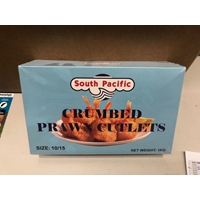 South Pacific
CRUMBED
PRAWN CUTLETS
SIZE: 10/15
NET WEIGHT: 1KG